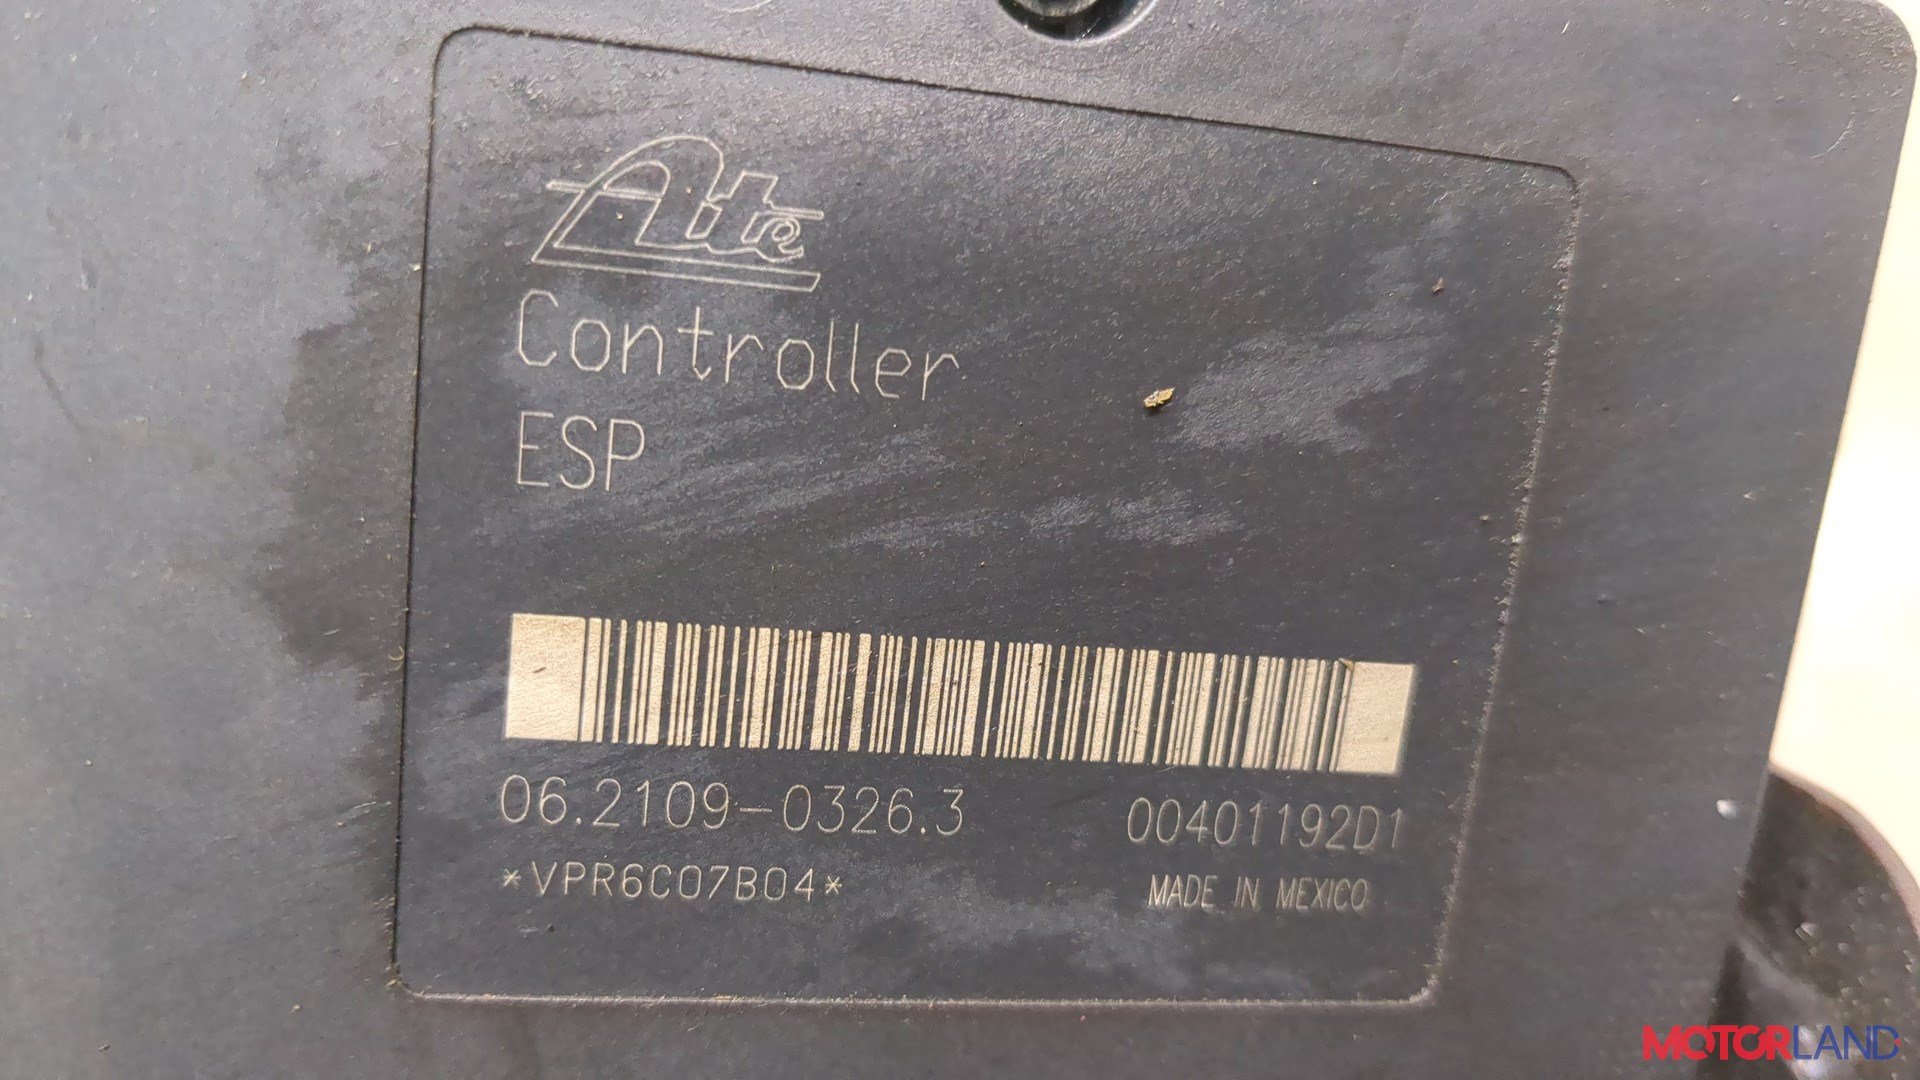 Ate
Controller
ESP
06.2109-0326.3 00401192D1
*VPR6C07B04* MADE IN MEXICO
MOTORLAND